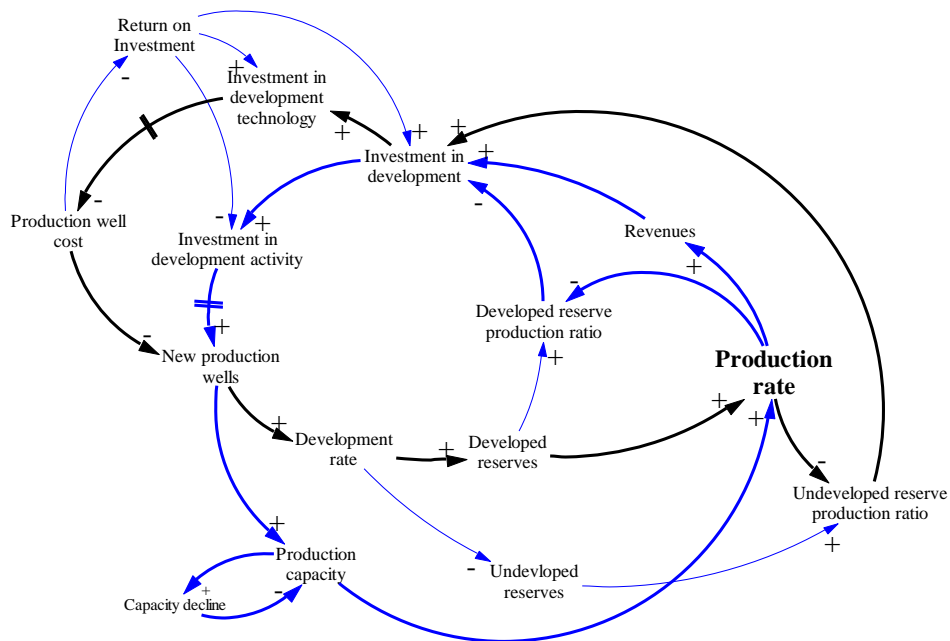 Return on
Investment
+
-
Investment in
development
technology
+
+
+
+
Investment in
development
-
-
Production well
cost
-
+
Investment in
development activity
Revenues
+
-
Developed reserve
production ratio
+
-
New production
wells
+
Production
rate
+
+
+
Development
rate
+
Developed
reserves
-
Undeveloped reserve
production ratio
+
+
Production
capacity
-
Undevloped
reserves
+
-
Capacity decline